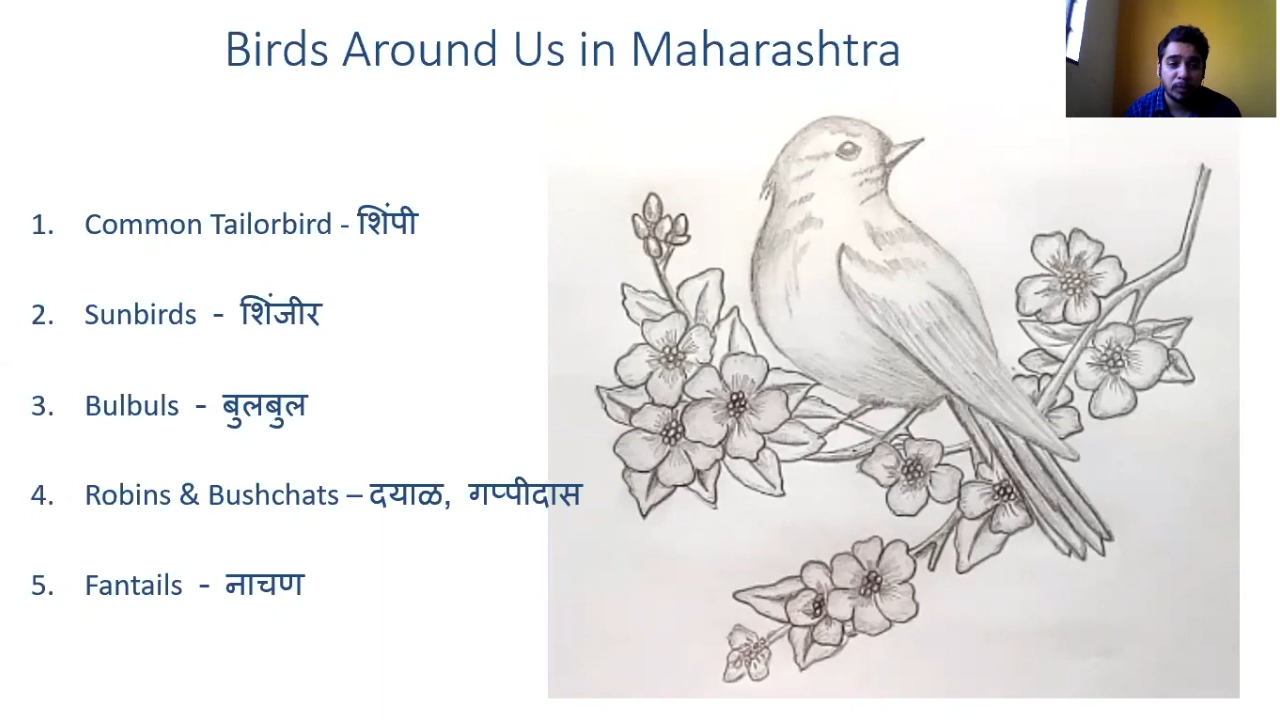 Birds Around Us in Maharashtra
1. Common Tailorbird - शिंपी
2. Sunbirds - शिंजीर
3. Bulbuls - बुलबुल
4. Robins & Bushchats – दयाळ, गप्पीदास
5. Fantails - नाचण